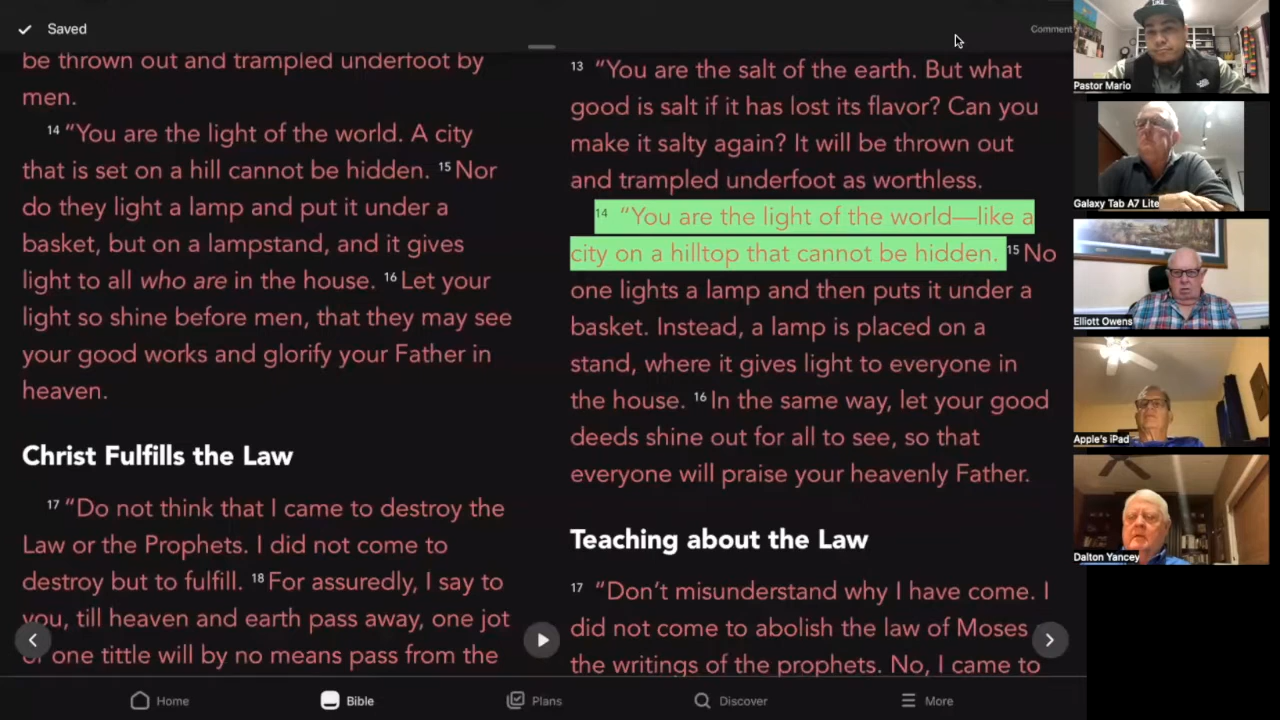 Saved
Comment
be thrown out and trampled underfoot by
men.
14 “You are the light of the world. A city
that is set on a hill cannot be hidden. 15 Nor
do they light a lamp and put it under a
basket, but on a lampstand, and it gives
light to all who are in the house. 16 Let your
light so shine before men, that they may see
your good works and glorify your Father in
heaven.
Christ Fulfills the Law
17 “Do not think that I came to destroy the
Law or the Prophets. I did not come to
destroy but to fulfill. 18 For assuredly, I say to
you, till heaven and earth pass away, one jot
or one tittle will by no means pass from the
13 “You are the salt of the earth. But what
good is salt if it has lost its flavor? Can you
make it salty again? It will be thrown out
and trampled underfoot as worthless.
14 “You are the light of the world—like a
city on a hilltop that cannot be hidden. 15 No
one lights a lamp and then puts it under a
basket. Instead, a lamp is placed on a
stand, where it gives light to everyone in
the house. 16 In the same way, let your good
deeds shine out for all to see, so that
everyone will praise your heavenly Father.
Teaching about the Law
17 “Don’t misunderstand why I have come. I
did not come to abolish the law of Moses
the writings of the prophets. No, I came to
Home
Bible
Plans
Discover
More
Pastor Mario
Galaxy Tab A7 Lite
Elliott Owens
Apple's iPad
Dalton Yancey